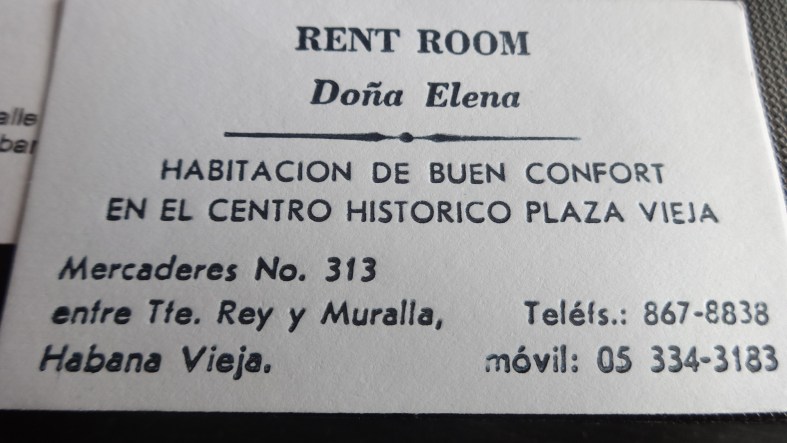 RENT ROOM
Doña Elena
HABITACION DE BUEN CONFORT
EN EL CENTRO HISTORICO PLAZA VIEJA
Mercaderes No. 313
entre Tte. Rey y Muralla, Teléfs.: 867-8838
Habana Vieja. móvil: 05 334-3183